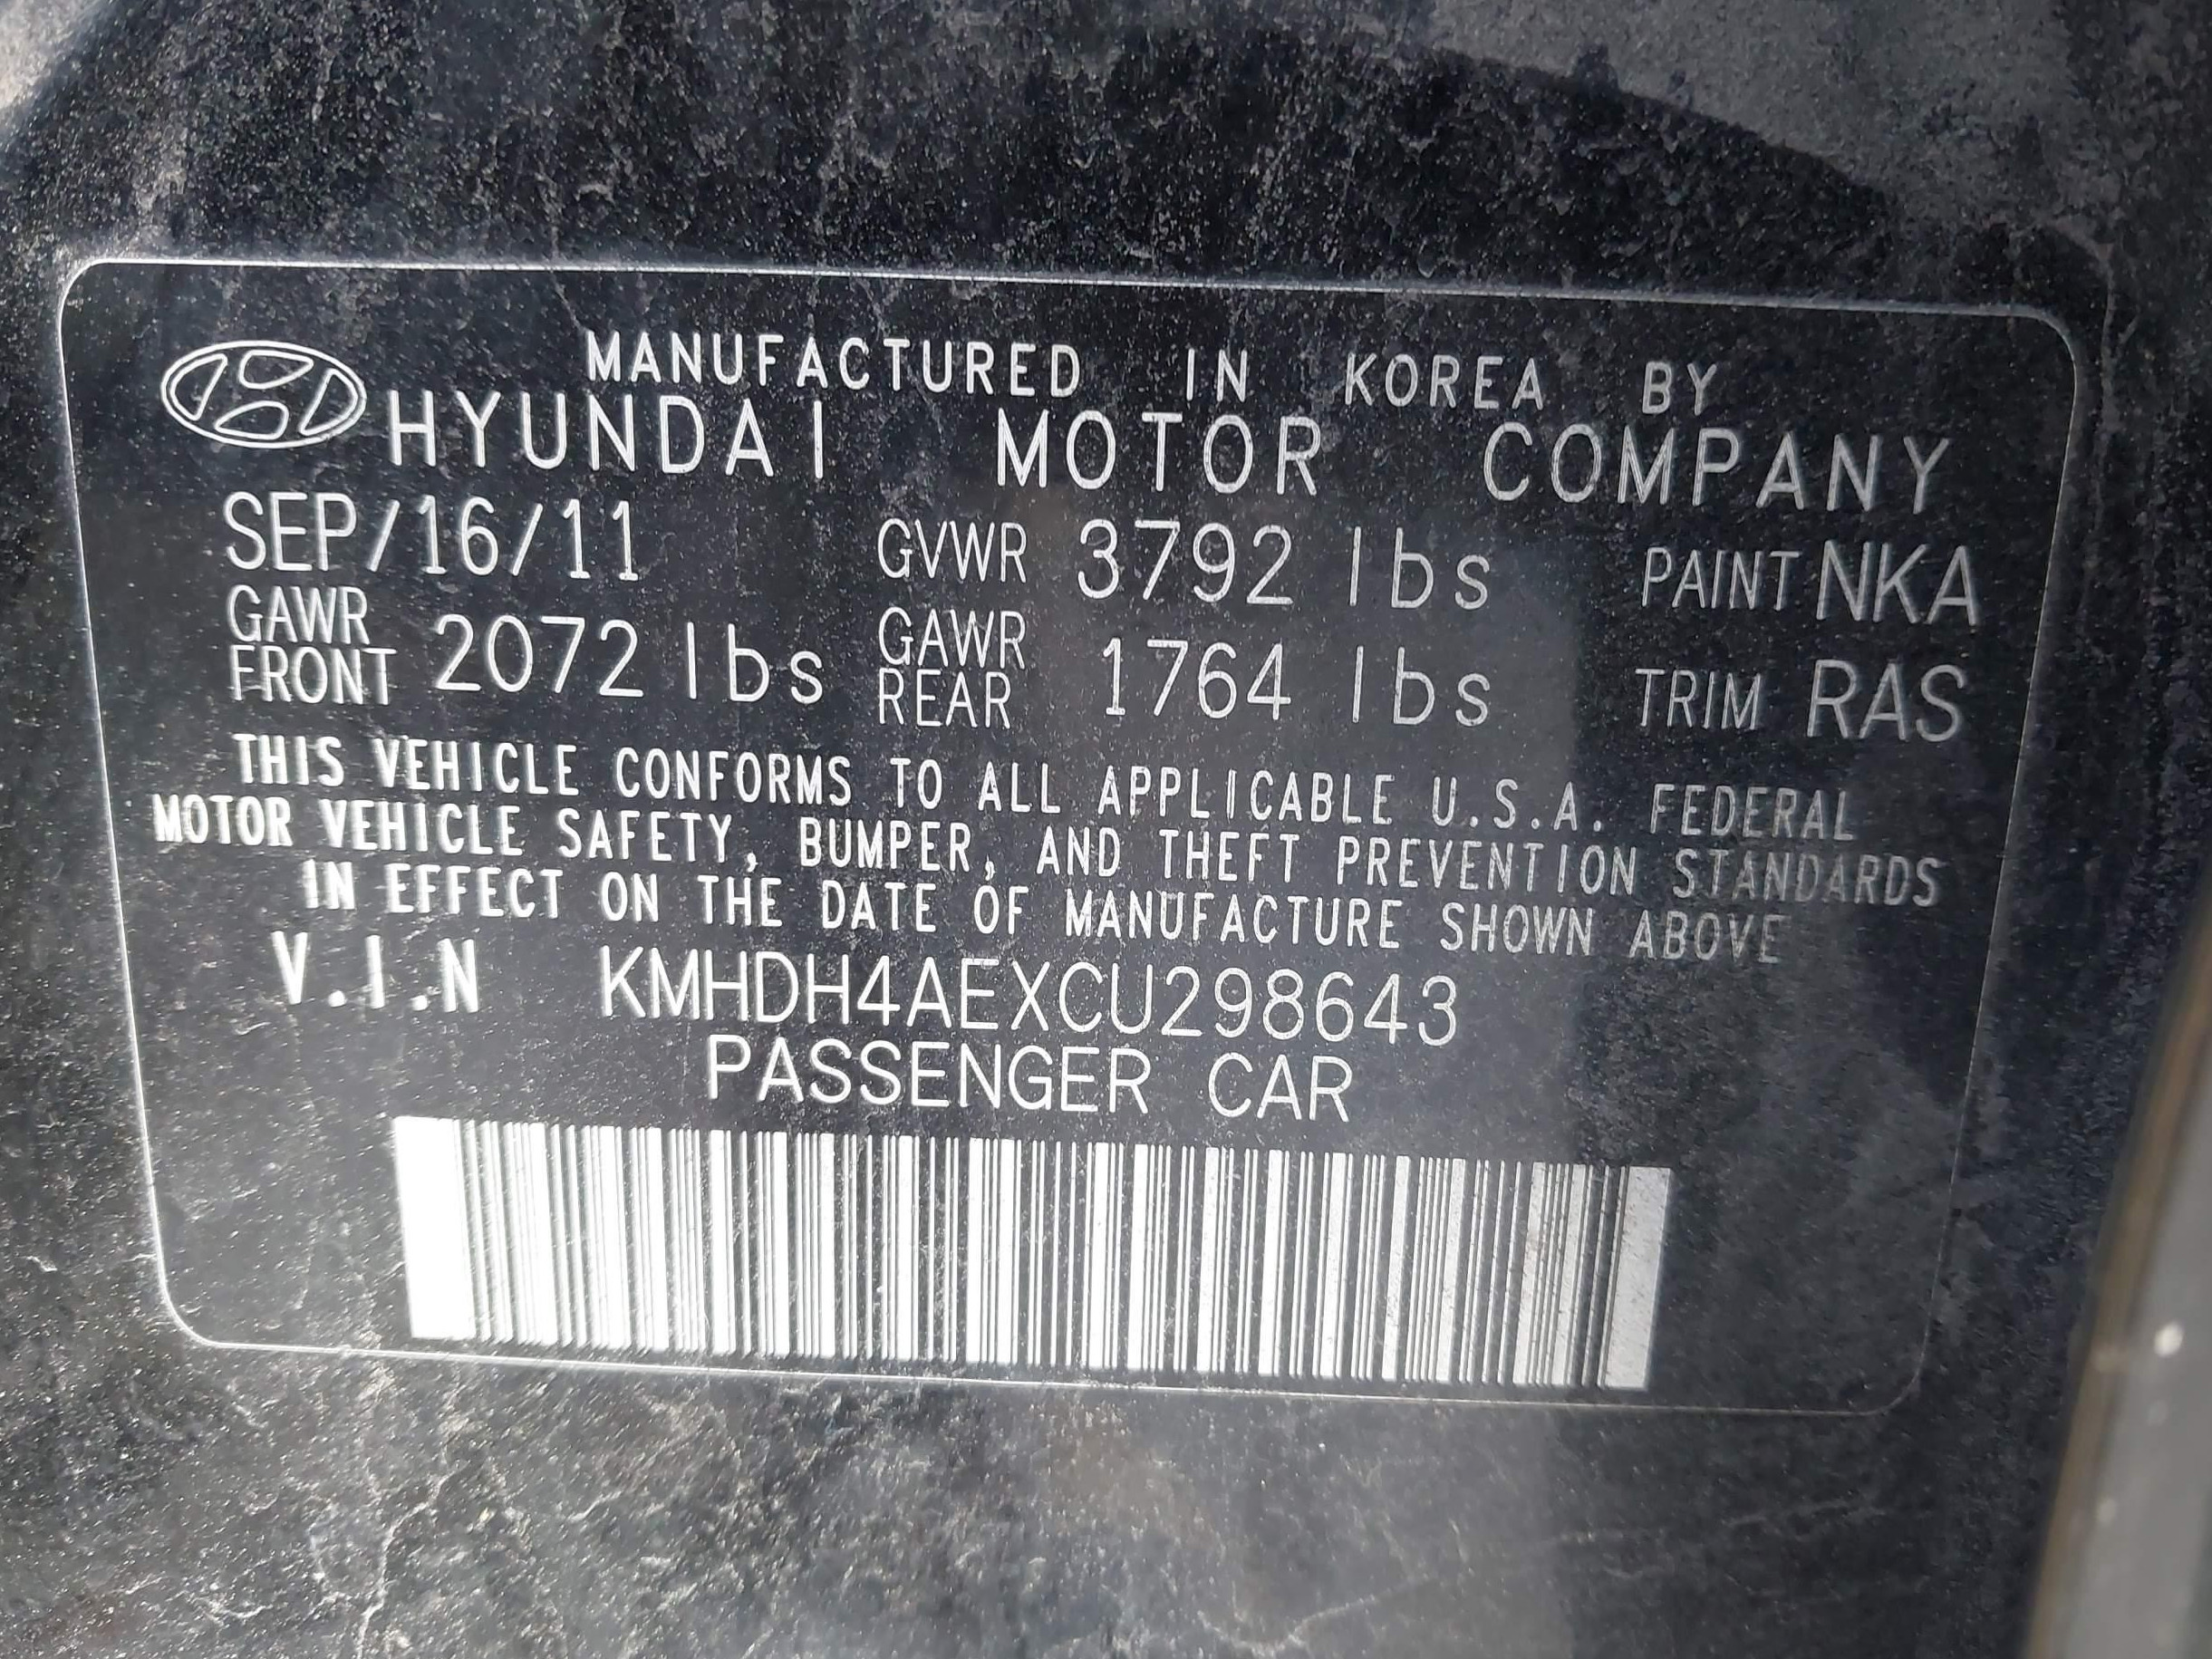 MANUFACTURED IN KOREA BY
HYUNDAI MOTOR COMPANY
SEP/16/11 GVWR 3792 lbs PAINT NKA
GAWR FRONT 2072 lbs GAWR REAR 1764 lbs TRIM RAS
THIS VEHICLE CONFORMS TO ALL APPLICABLE U.S.A. FEDERAL
MOTOR VEHICLE SAFETY, BUMPER, AND THEFT PREVENTION STANDARDS
IN EFFECT ON THE DATE OF MANUFACTURE SHOWN ABOVE
V.I.N KMHDH4AEXCU298643
PASSENGER CAR